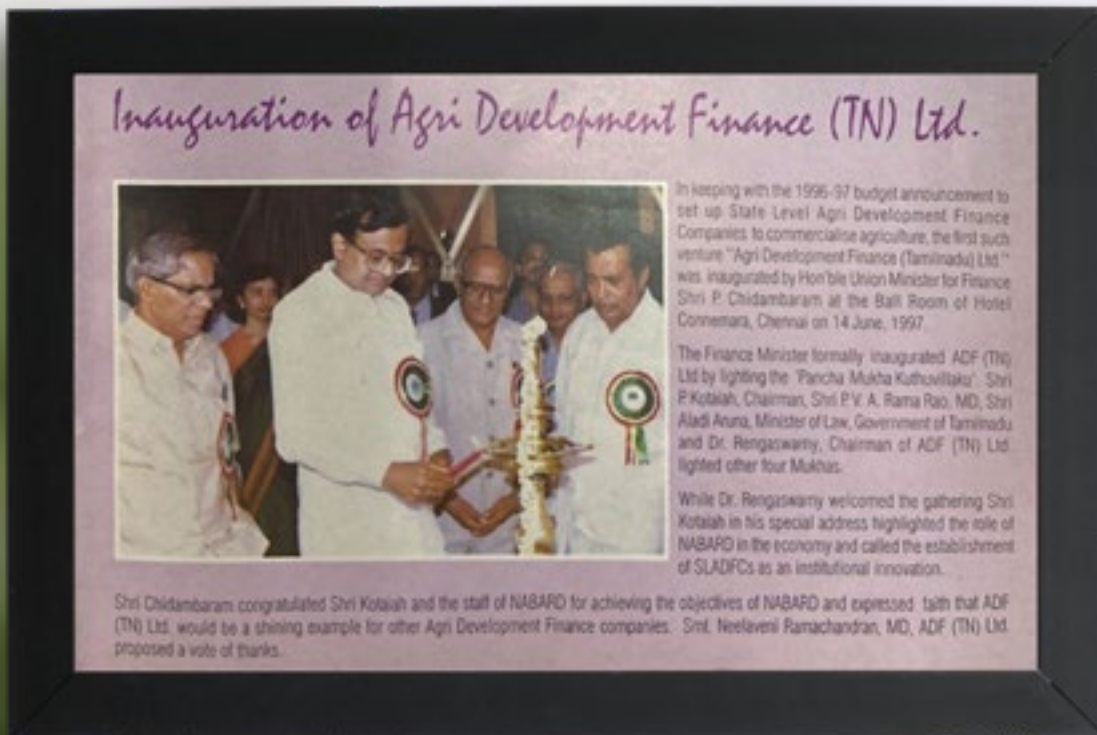 Inauguration of Agri Development Finance (TN) Ltd.
In keeping with the 1996-97 budget announcement to
set up State Level Agri Development Finance
Companies to commercialise agriculture, the first such
venture "Agri Development Finance (Tamilnadu) Ltd."
was inaugurated by Hon'ble Union Minister for Finance
Shri P. Chidambaram at the Ball Room of Hotel
Connemara, Chennai on 14 June, 1997.
The Finance Minister formally inaugurated ADF (TN)
Ltd by lighting the 'Pancha Mukha Kuthuvillaku'. Shri
P.Kotaiah, Chairman, Shri P.V. A. Rama Rao, MD, Shri
Aladi Aruna, Minister of Law, Government of Tamilnadu
and Dr. Rengaswamy, Chairman of ADF (TN) Ltd.
lighted other four Mukhas.
While Dr. Rengaswamy welcomed the gathering Shri
Kotaiah in his special address highlighted the role of
NABARD in the economy and called the establishment
of SLADFCs as an institutional innovation.
Shri Chidambaram congratulated Shri Kotaiah and the staff of NABARD for achieving the objectives of NABARD and expressed faith that ADF
(TN) Ltd. would be a shining example for other Agri Development Finance companies. Smt. Neelaveni Ramachandran, MD, ADF (TN) Ltd.
proposed a vote of thanks.